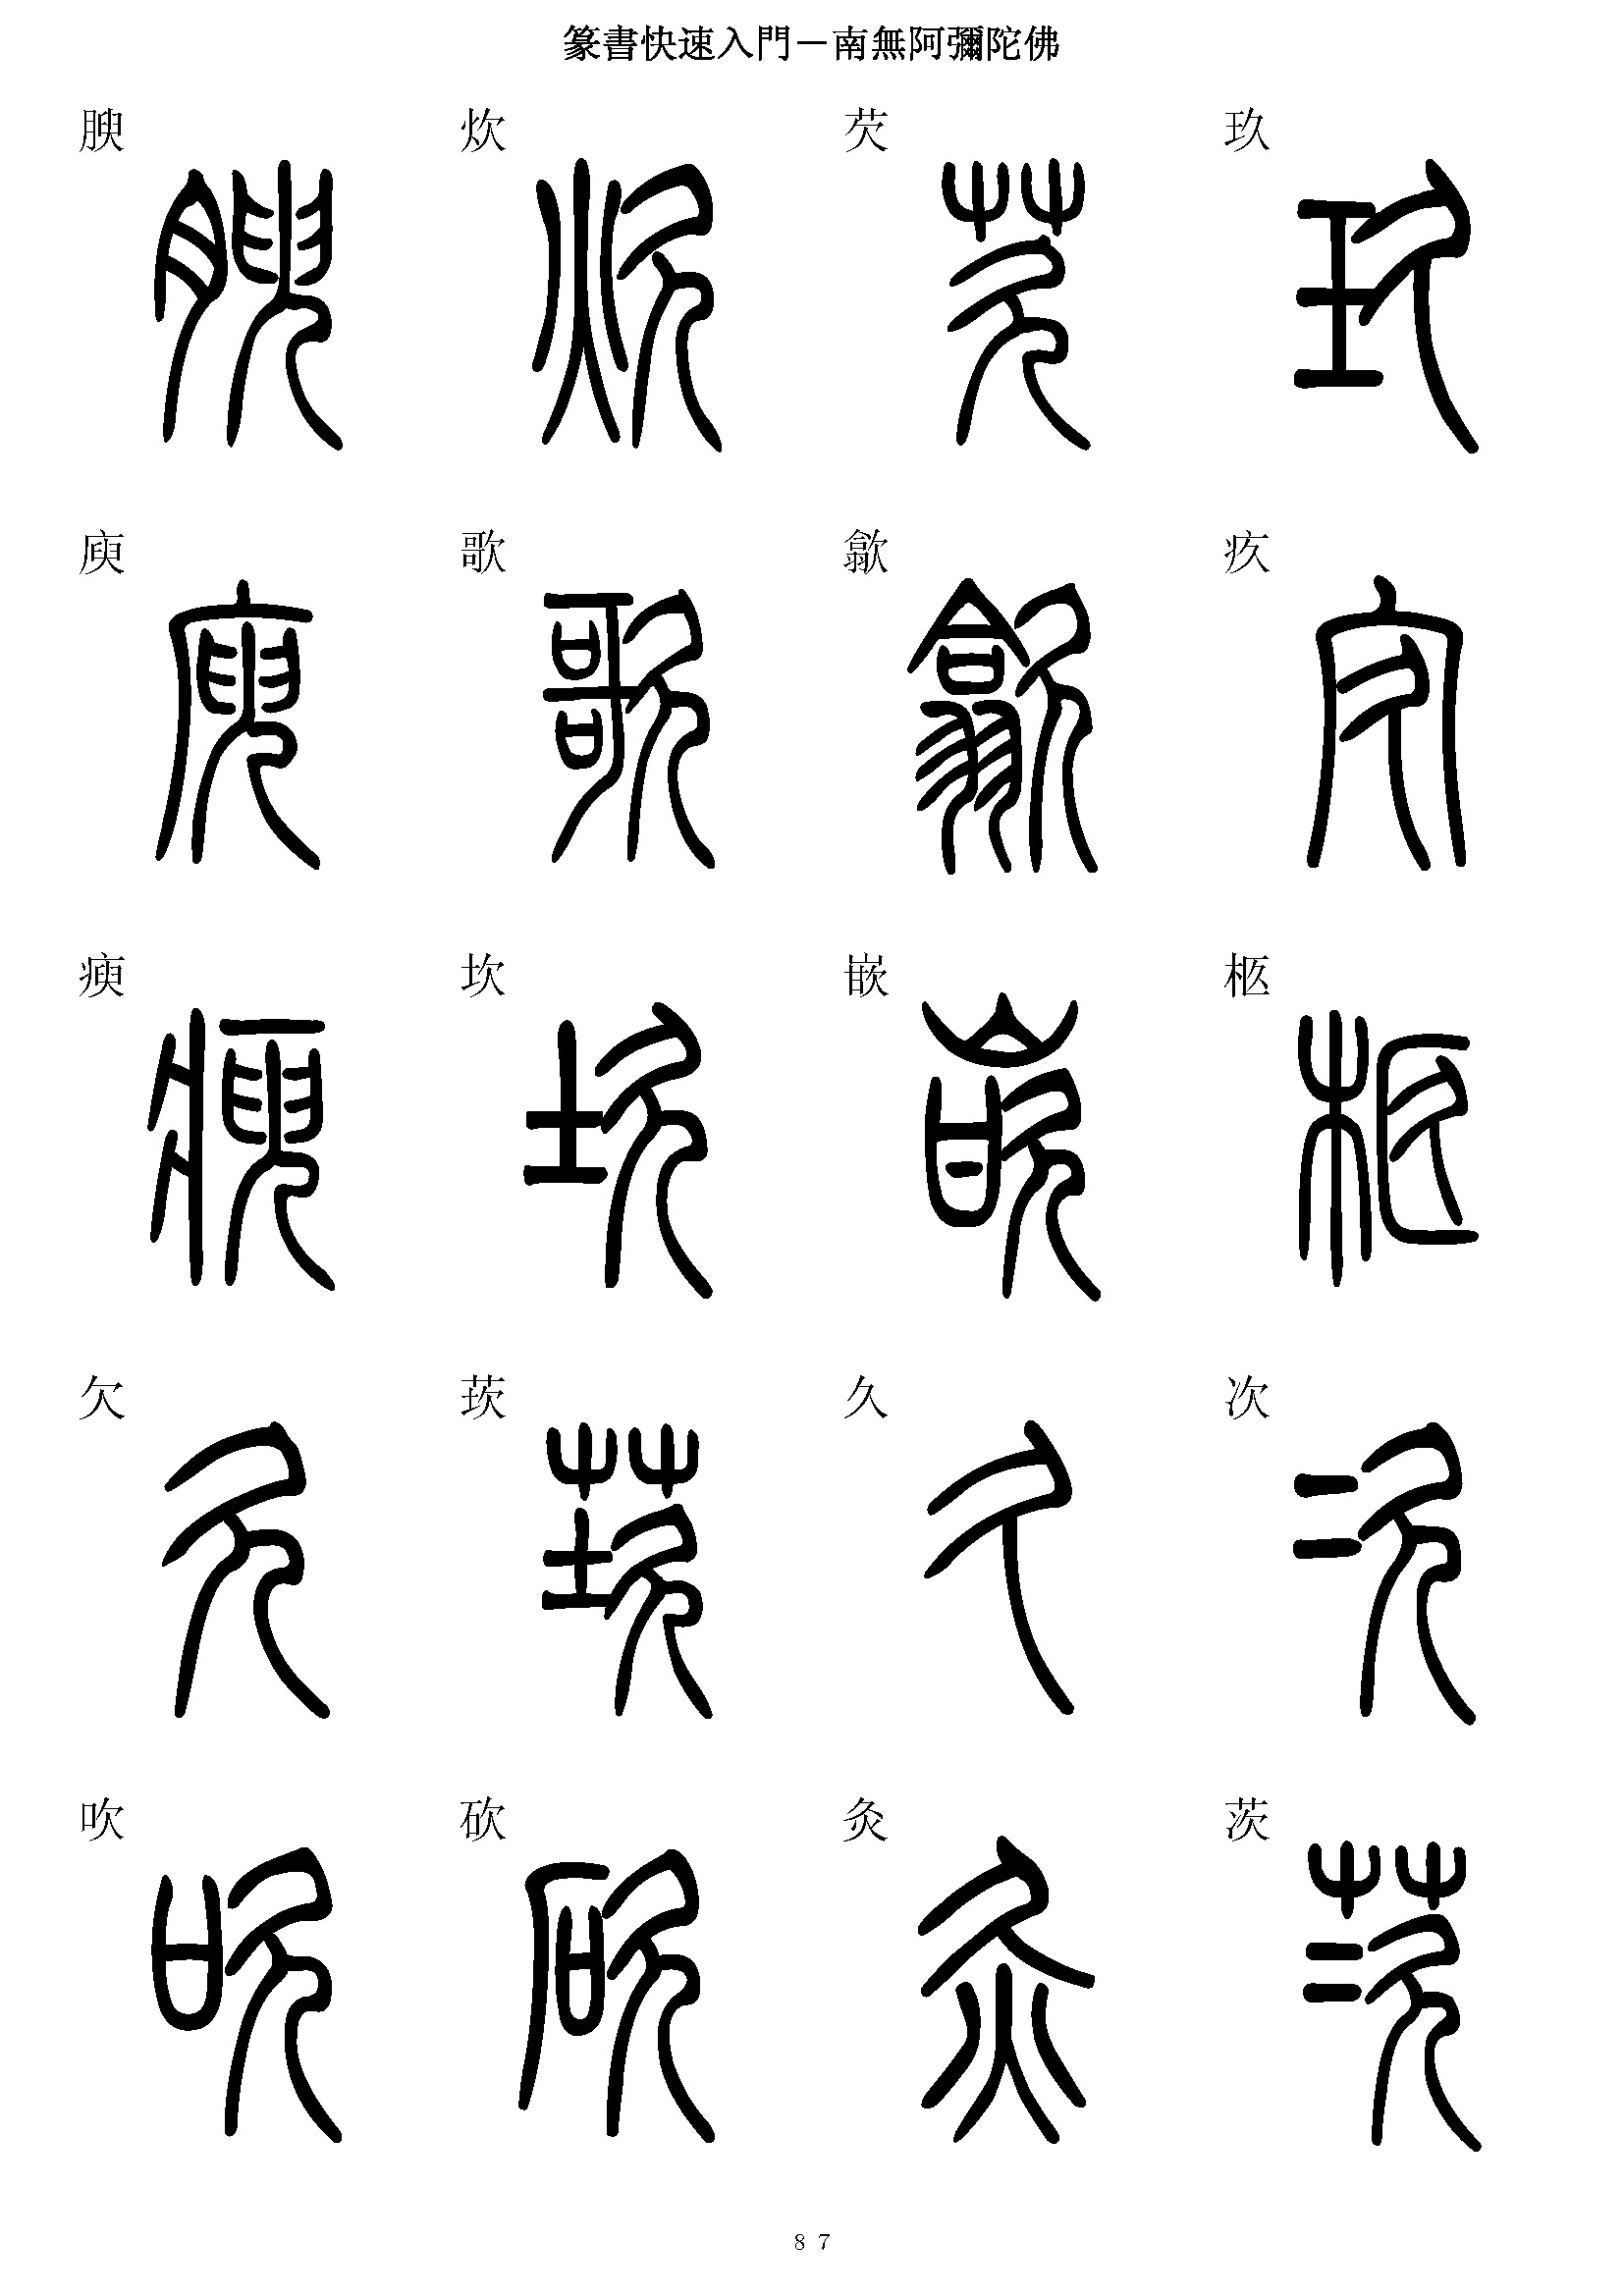 篆書快速入門－南無阿彌陀佛
腴 炊 芡 玖
庾 歌 歙 疚
瘐 坎 嵌 柩
欠 莰 久 次
吹 砍 灸 茨
87